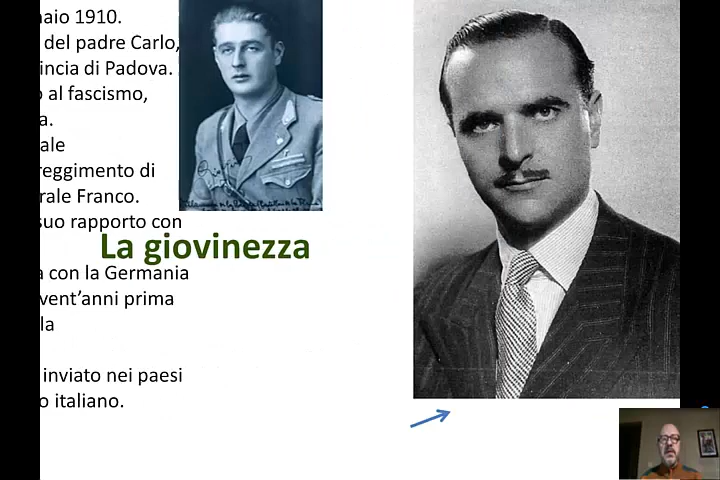 naio 1910.
del padre Carlo,
incia di Padova.
o al fascismo,
a.
ale
reggimento di
rale Franco.
suo rapporto con
La giovinezza
a con la Germania
vent'anni prima
la
inviato nei paesi
o italiano.